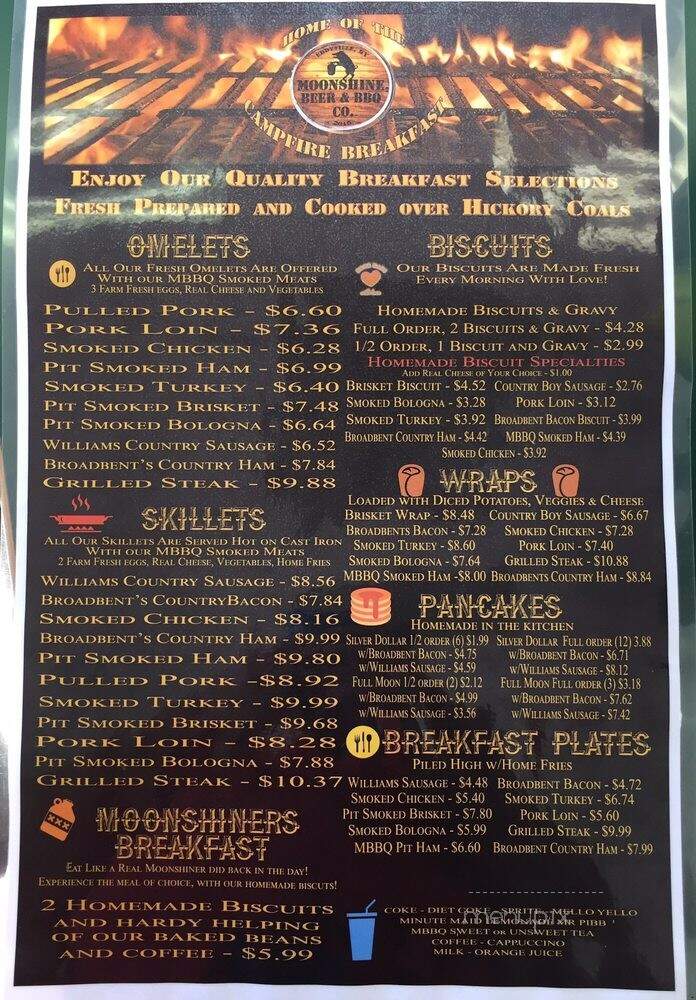 HOME OF THE
EDDYVILLE, KY
MOONSHINE,
BEER & BBQ
CO.
CAMPFIRE BREAKFAST
ENJOY OUR QUALITY BREAKFAST SELECTIONS
FRESH PREPARED AND COOKED OVER HICKORY COALS
OMELETS
ALL OUR FRESH OMELETS ARE OFFERED
WITH OUR MBBQ SMOKED MEATS
3 FARM FRESH EGGS, REAL CHEESE AND VEGETABLES
PULLED PORK - $6.60
PORK LOIN - $7.36
SMOKED CHICKEN - $6.28
PIT SMOKED HAM - $6.99
SMOKED TURKEY - $6.40
PIT SMOKED BRISKET - $7.48
PIT SMOKED BOLOGNA - $6.64
WILLIAMS COUNTRY SAUSAGE - $6.52
BROADBENT'S COUNTRY HAM - $7.84
GRILLED STEAK - $9.88
SKILLETS
ALL OUR SKILLETS ARE SERVED HOT ON CAST IRON
WITH OUR MBBQ SMOKED MEATS
2 FARM FRESH EGGS, REAL CHEESE, VEGETABLES, HOME FRIES
WILLIAMS COUNTRY SAUSAGE - $8.56
BROADBENT'S COUNTRYBACON - $7.84
SMOKED CHICKEN - $8.16
BROADBENT'S COUNTRY HAM - $9.99
PIT SMOKED HAM - $9.80
PULLED PORK - $8.92
SMOKED TURKEY - $9.99
PIT SMOKED BRISKET - $9.68
PORK LOIN - $8.28
PIT SMOKED BOLOGNA - $7.88
GRILLED STEAK - $10.37
XXX
MOONSHINERS
BREAKFAST
EAT LIKE A REAL MOONSHINER DID BACK IN THE DAY!
EXPERIENCE THE MEAL OF CHOICE, WITH OUR HOMEMADE BISCUTS!
2 HOMEMADE BISCUITS
AND HARDY HELPING
OF OUR BAKED BEANS
AND COFFEE - $5.99
BISCUITS
OUR BISCUITS ARE MADE FRESH
EVERY MORNING WITH LOVE!
HOMEMADE BISCUITS & GRAVY
FULL ORDER, 2 BISCUITS & GRAVY - $4.28
1/2 ORDER, 1 BISCUIT AND GRAVY - $2.99
HOMEMADE BISCUIT SPECIALTIES
ADD REAL CHEESE OF YOUR CHOICE - $1.00
BRISKET BISCUIT - $4.52 COUNTRY BOY SAUSAGE - $2.76
SMOKED BOLOGNA - $3.28 PORK LOIN - $3.12
SMOKED TURKEY - $3.92 BROADBENT BACON BISCUIT - $3.99
BROADBENT COUNTRY HAM - $4.42 MBBQ SMOKED HAM - $4.39
SMOKED CHICKEN - $3.92
WRAPS
LOADED WITH DICED POTATOES, VEGGIES & CHEESE
BRISKET WRAP - $8.48 COUNTRY BOY SAUSAGE - $6.67
BROADBENTS BACON - $7.28 SMOKED CHICKEN - $7.28
SMOKED TURKEY - $8.60 PORK LOIN - $7.40
SMOKED BOLOGNA - $7.64 GRILLED STEAK - $10.88
MBBQ SMOKED HAM -$8.00 BROADBENTS COUNTRY HAM - $8.84
PANCAKES
HOMEMADE IN THE KITCHEN
SILVER DOLLAR 1/2 ORDER (6) $1.99 SILVER DOLLAR FULL ORDER (12) 3.88
W/BROADBENT BACON - $4.75 W/BROADBENT BACON - $6.71
W/WILLIAMS SAUSAGE - $4.59 W/WILLIAMS SAUSAGE - $8.12
FULL MOON 1/2 ORDER (2) $2.12 FULL MOON FULL ORDER (3) $3.18
W/BROADBENT BACON - $4.99 W/BROADBENT BACON - $7.62
W/WILLIAMS SAUSAGE - $3.56 W/WILLIAMS SAUSAGE - $7.42
BREAKFAST PLATES
PILED HIGH W/HOME FRIES
WILLIAMS SAUSAGE - $4.48 BROADBENT BACON - $4.72
SMOKED CHICKEN - $5.40 SMOKED TURKEY - $6.74
PIT SMOKED BRISKET - $7.80 PORK LOIN - $5.60
SMOKED BOLOGNA - $5.99 GRILLED STEAK - $9.99
MBBQ PIT HAM - $6.60 BROADBENT COUNTRY HAM - $7.99
COKE - DIET COKE - SPRITE - MELLO YELLO
MINUTE MAID LEMONADE - MR PIBB
MBBQ SWEET OR UNSWEET TEA
COFFEE - CAPPUCCINO
MILK - ORANGE JUICE
menupix